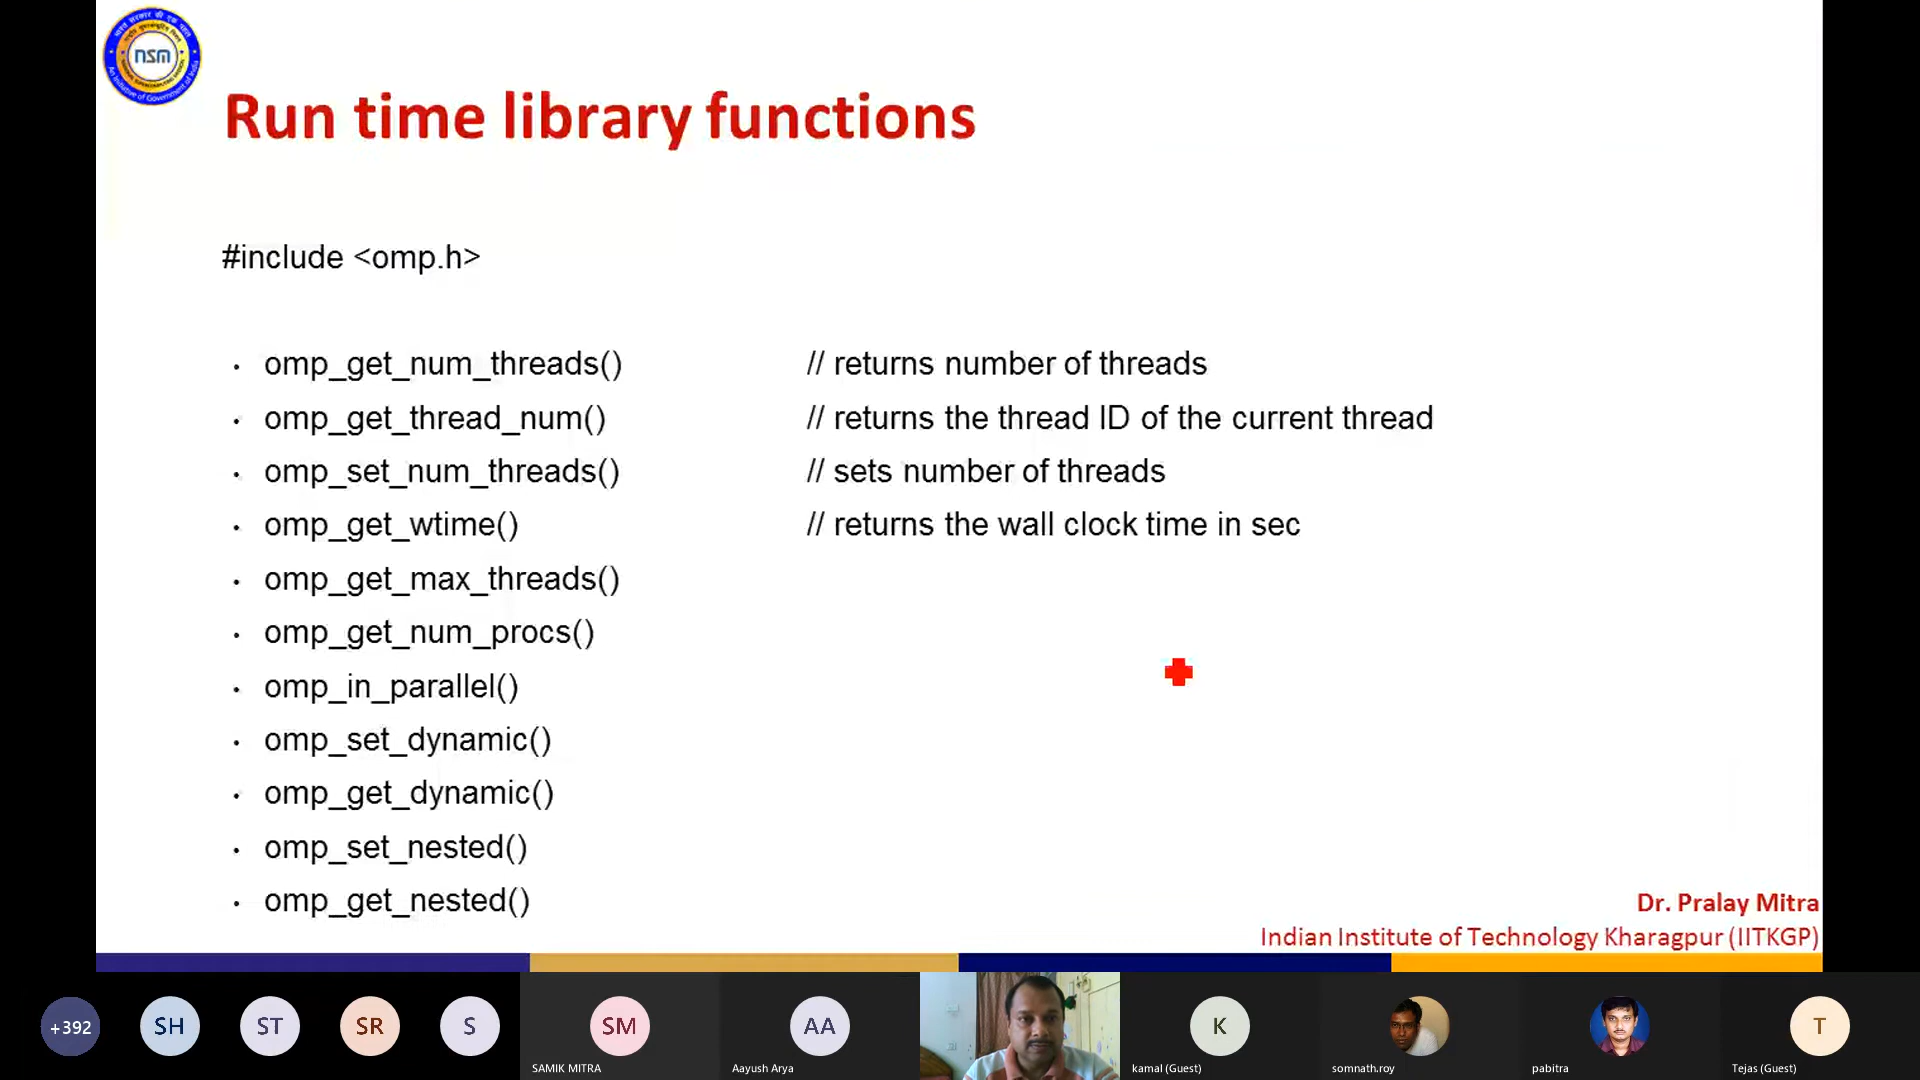 nsm
Run time library functions
#include <omp.h>
• omp_get_num_threads() // returns number of threads
• omp_get_thread_num() // returns the thread ID of the current thread
• omp_set_num_threads() // sets number of threads
• omp_get_wtime() // returns the wall clock time in sec
• omp_get_max_threads()
• omp_get_num_procs()
• omp_in_parallel()
• omp_set_dynamic()
• omp_get_dynamic()
• omp_set_nested()
• omp_get_nested()
Dr. Pralay Mitra
Indian Institute of Technology Kharagpur (IITKGP)
+392 SH ST SR S SM AA K T
SAMIK MITRA Aayush Arya kamal (Guest) somnath.roy pabitra Tejas (Guest)